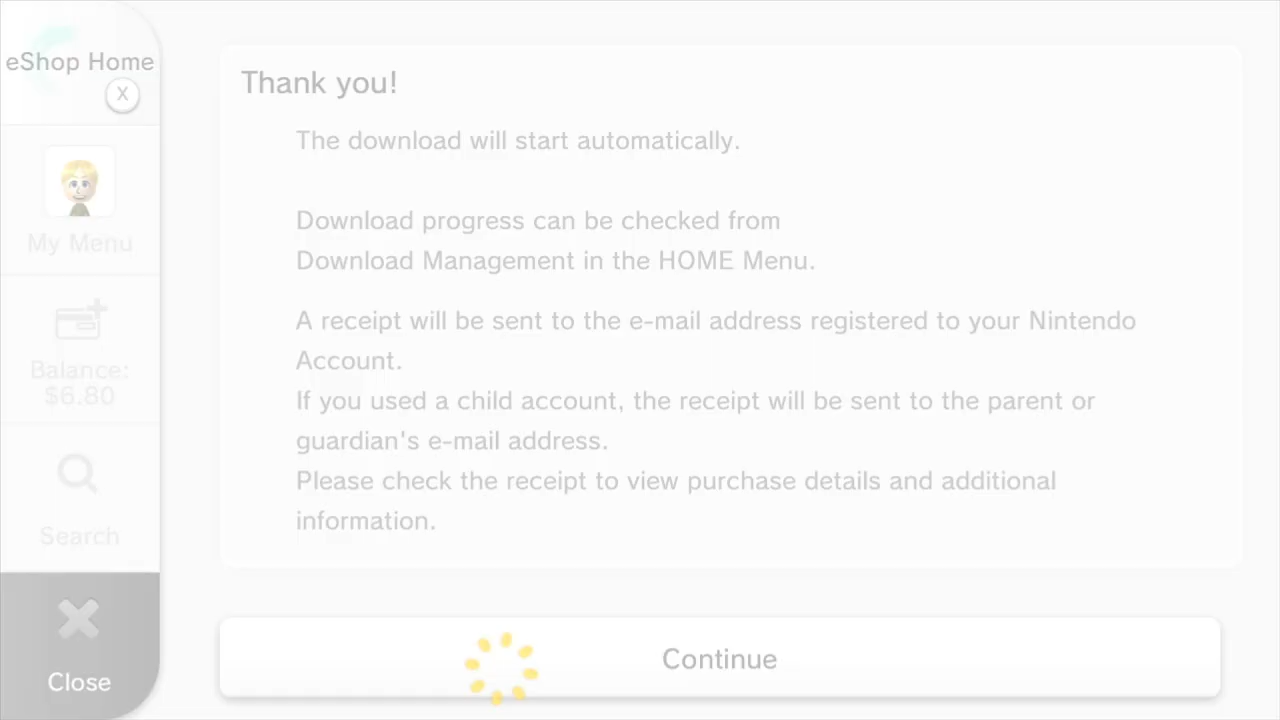 eShop Home
X
My Menu
Balance:
$6.80
Search
Close
Thank you!
The download will start automatically.
Download progress can be checked from
Download Management in the HOME Menu.
A receipt will be sent to the e-mail address registered to your Nintendo
Account.
If you used a child account, the receipt will be sent to the parent or
guardian's e-mail address.
Please check the receipt to view purchase details and additional
information.
Continue